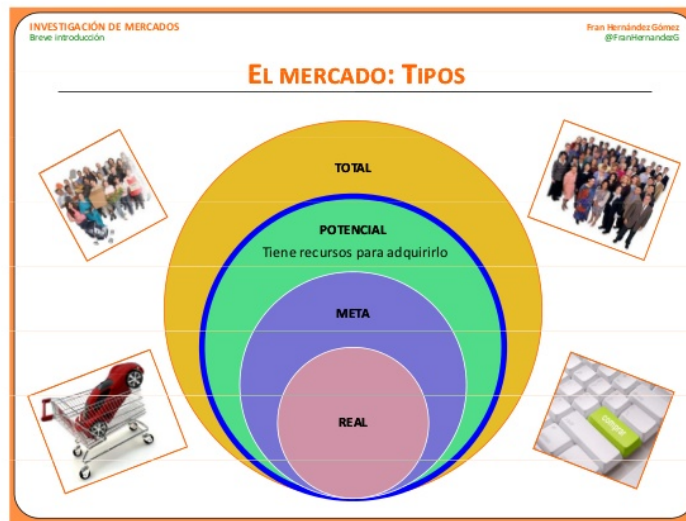 INVESTIGACIÓN DE MERCADOS
Breve introducción
Fran Hernández Gómez
@FranHernandezG
EL MERCADO: TIPOS
TOTAL
POTENCIAL
Tiene recursos para adquirirlo
META
REAL
comprar